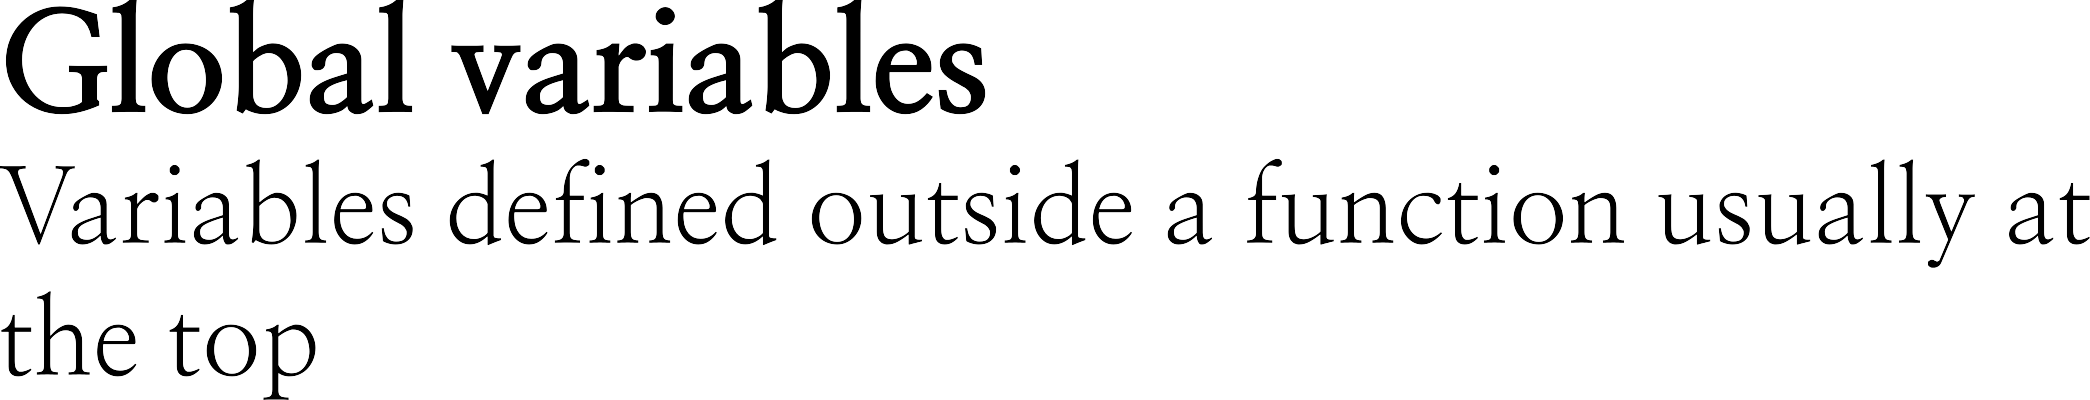 Global variables
Variables defined outside a function usually at
the top